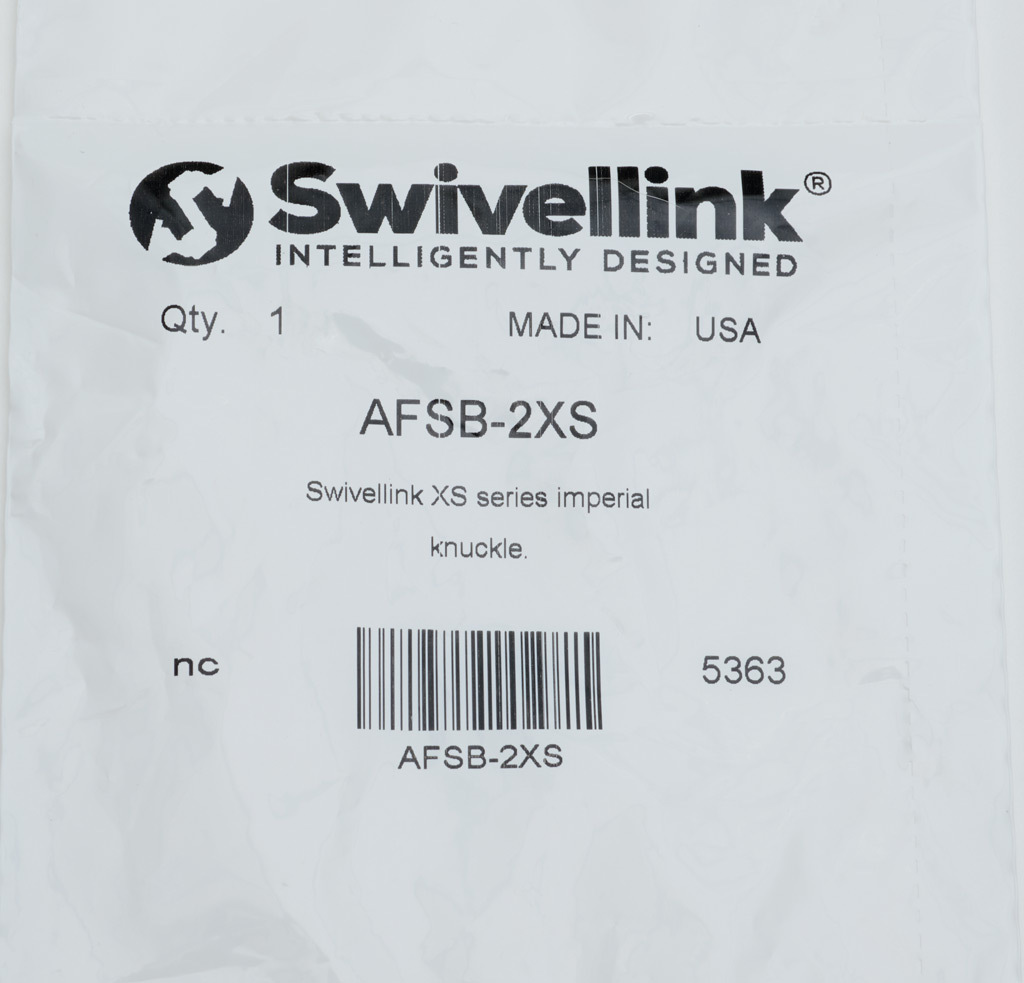 Swivellink®
INTELLIGENTLY DESIGNED
Qty. 1 MADE IN: USA
AFSB-2XS
Swivellink XS series imperial
knuckle.
nc 5363
AFSB-2XS